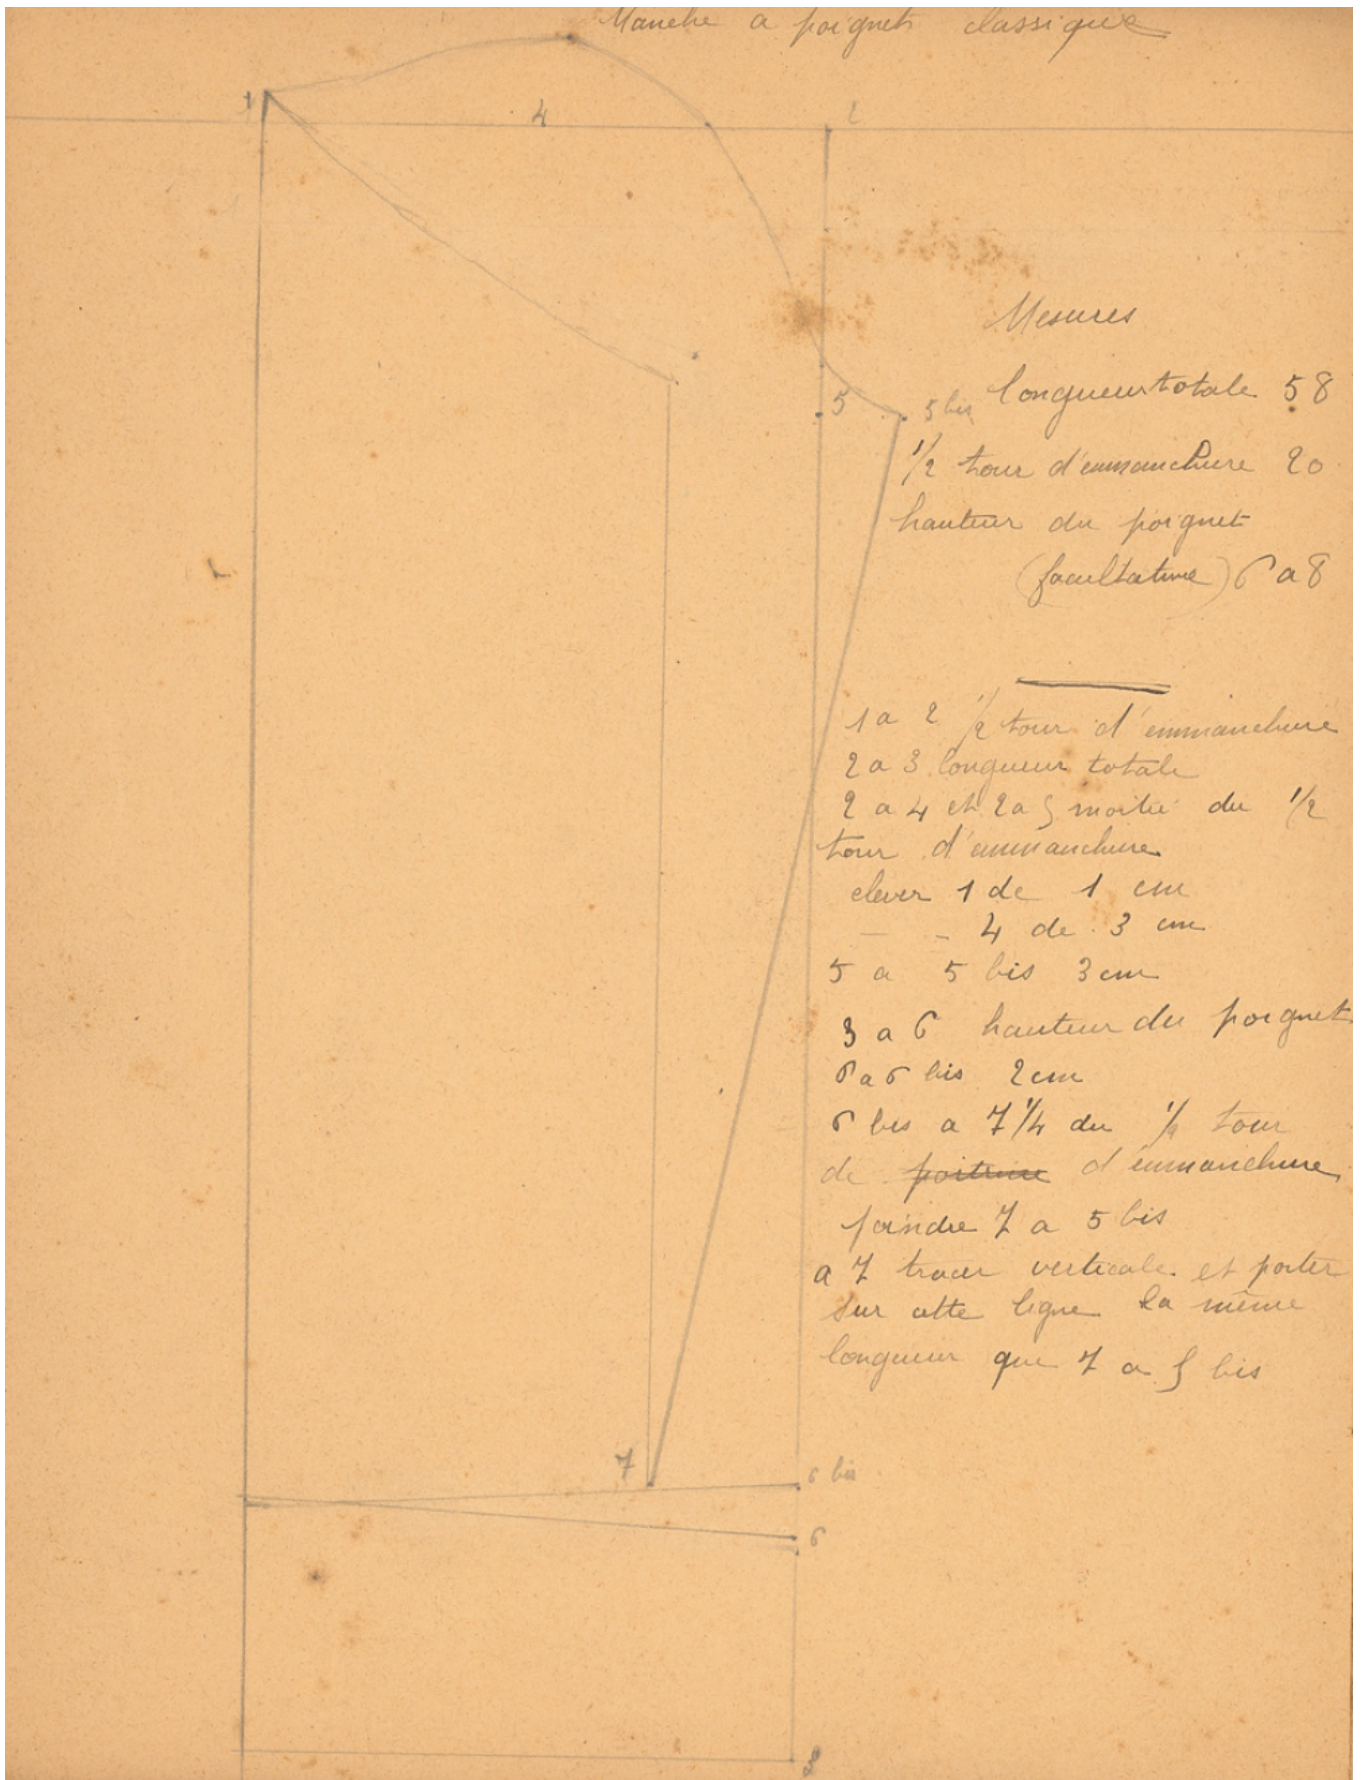 Manche a poignet classique
1
4
2
Mesures
5
5 bis
longueur totale 58
1/2 tour d'emmanchure 20
hauteur du poignet
(facultative) 6 a 8
1 a 2 1/2 tour d'emmanchure
2 a 3 longueur totale
2 a 4 et 2 a 5 moitié du 1/2
tour d'emmanchure
elever 1 de 1 cm
- - 4 de 3 cm
5 a 5 bis 3 cm
3 a 6 hauteur du poignet
6 a 6 bis 2 cm
6 bis a 7 1/4 du tour
de poitrine d'emmanchure
joindre 7 a 5 bis
a 7 tracer verticale et porter
sur cette ligne la même
longueur que 7 a 5 bis
7
6 bis
6
3